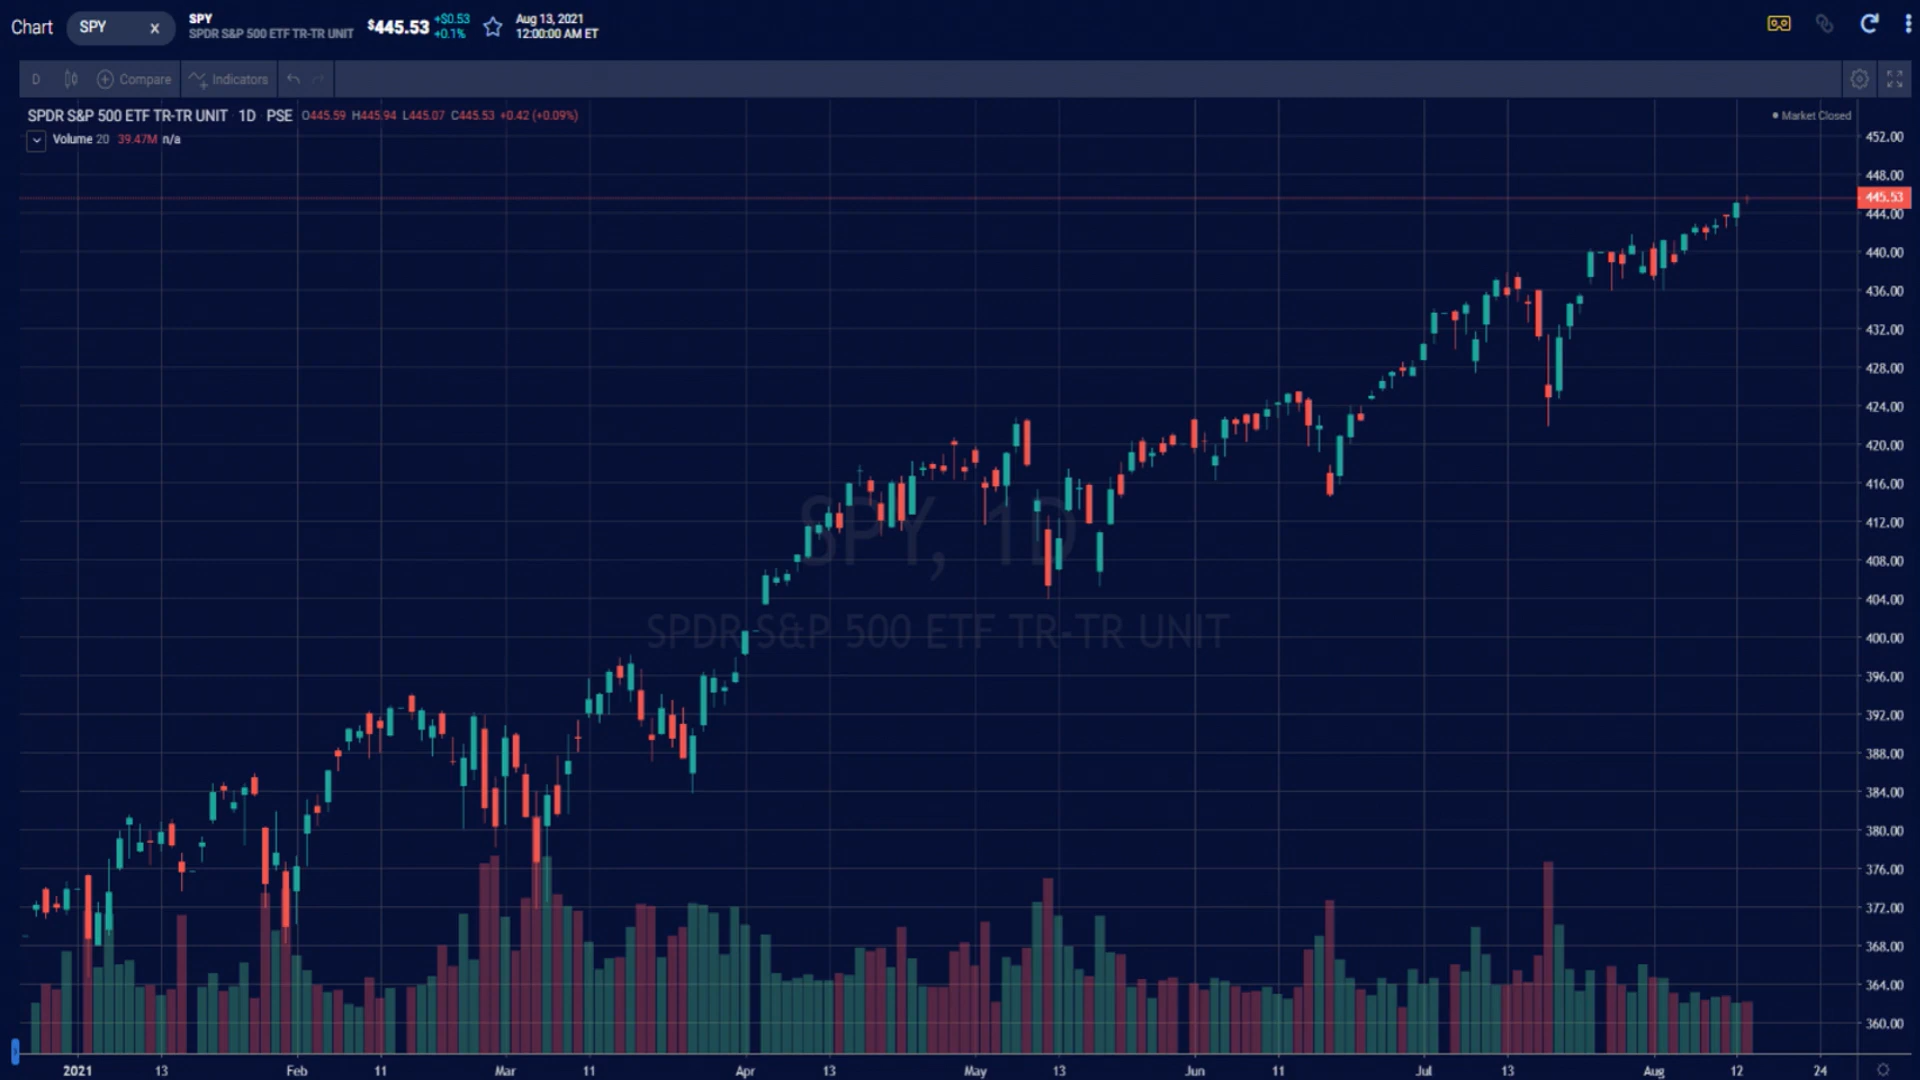 Chart
SPY x
SPY
SPDR S&P 500 ETF TR-TR UNIT
$445.53
+$0.53
+0.1%
Aug 13, 2021
12:00:00 AM ET
D Compare Indicators
SPDR S&P 500 ETF TR-TR UNIT 1D PSE O445.59 H445.94 L445.07 C445.53 +0.42 (+0.09%)
Market Closed
Volume 20 39.47M n/a
452.00
448.00
445.53
444.00
440.00
436.00
432.00
428.00
424.00
420.00
416.00
412.00
408.00
404.00
400.00
396.00
392.00
388.00
384.00
380.00
376.00
372.00
368.00
364.00
360.00
SPY, 1D
SPDR S&P 500 ETF TR-TR UNIT
2021 13 Feb 11 Mar 11 Apr 13 May 13 Jun 11 Jul 13 Aug 12 24